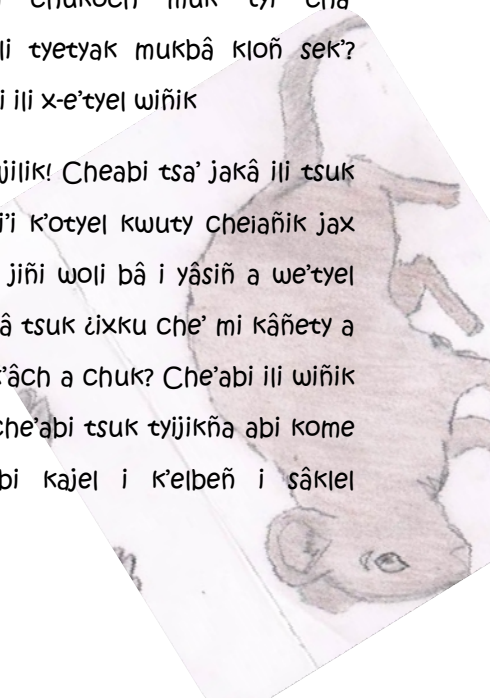 chukoch muk tyi cha'
li tyetyak mukbâ kloñ sek'?
i ili x-e'tyel wiñik
jilik! Cheabi tsa' jakâ ili tsuk
i'i k'otyel kwuty cheiañik jax
jiñi woli bâ i yâsiñ a we'tyel
â tsuk ¿ixku che' mi kâñety a
'âch a chuk? Che'abi ili wiñik
che'abi tsuk tyijikña abi kome
bi kajel i k'elbeñ i sâklel